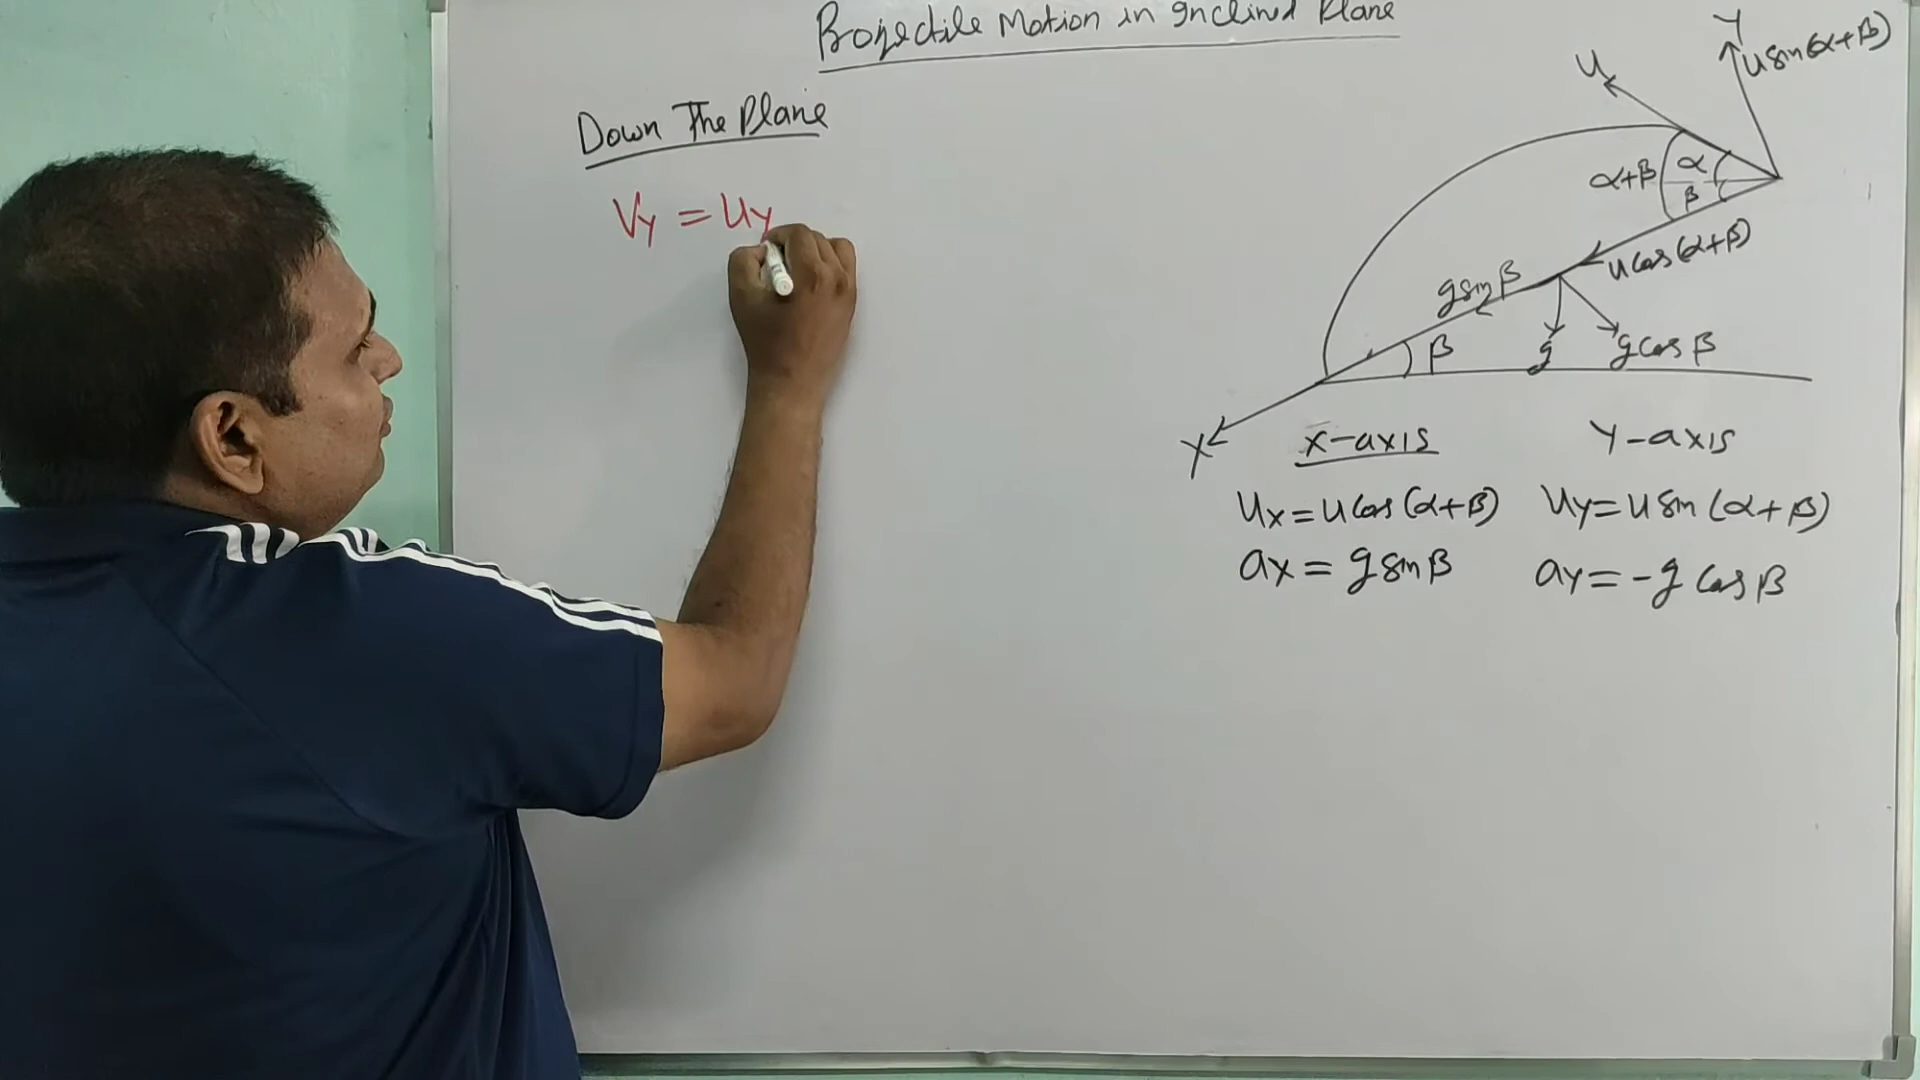 Projectile Motion in Inclined Plane
Down The Plane
Vy = Uy
Y
U
u sin(α+β)
α+β
α
β
u cos(α+β)
g sin β
β
g
g cos β
X
X-axis
Y-axis
Ux = u cos(α+β)
Uy = u sin(α+β)
ax = g sin β
ay = -g cos β